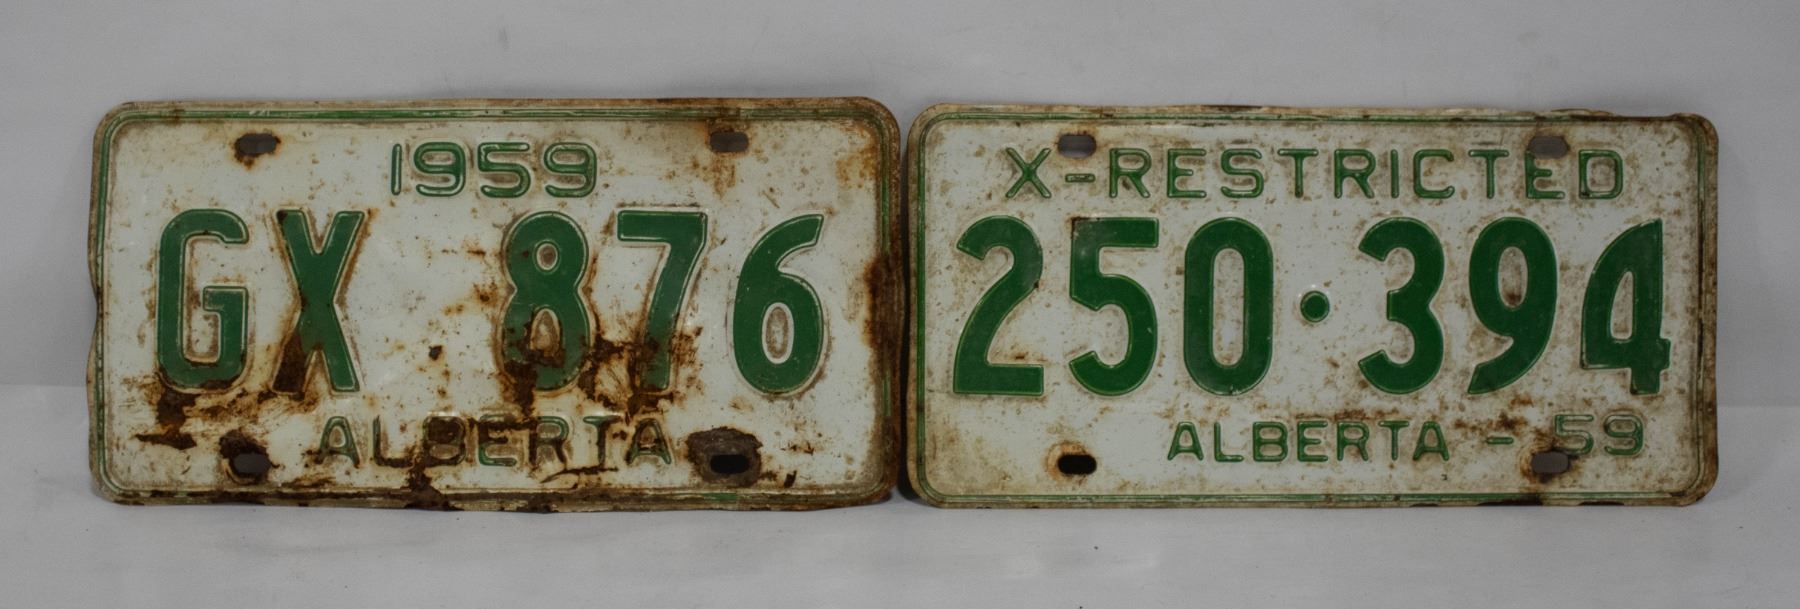 1959
GX 876
ALBERTA
X-RESTRICTED
250·394
ALBERTA - 59